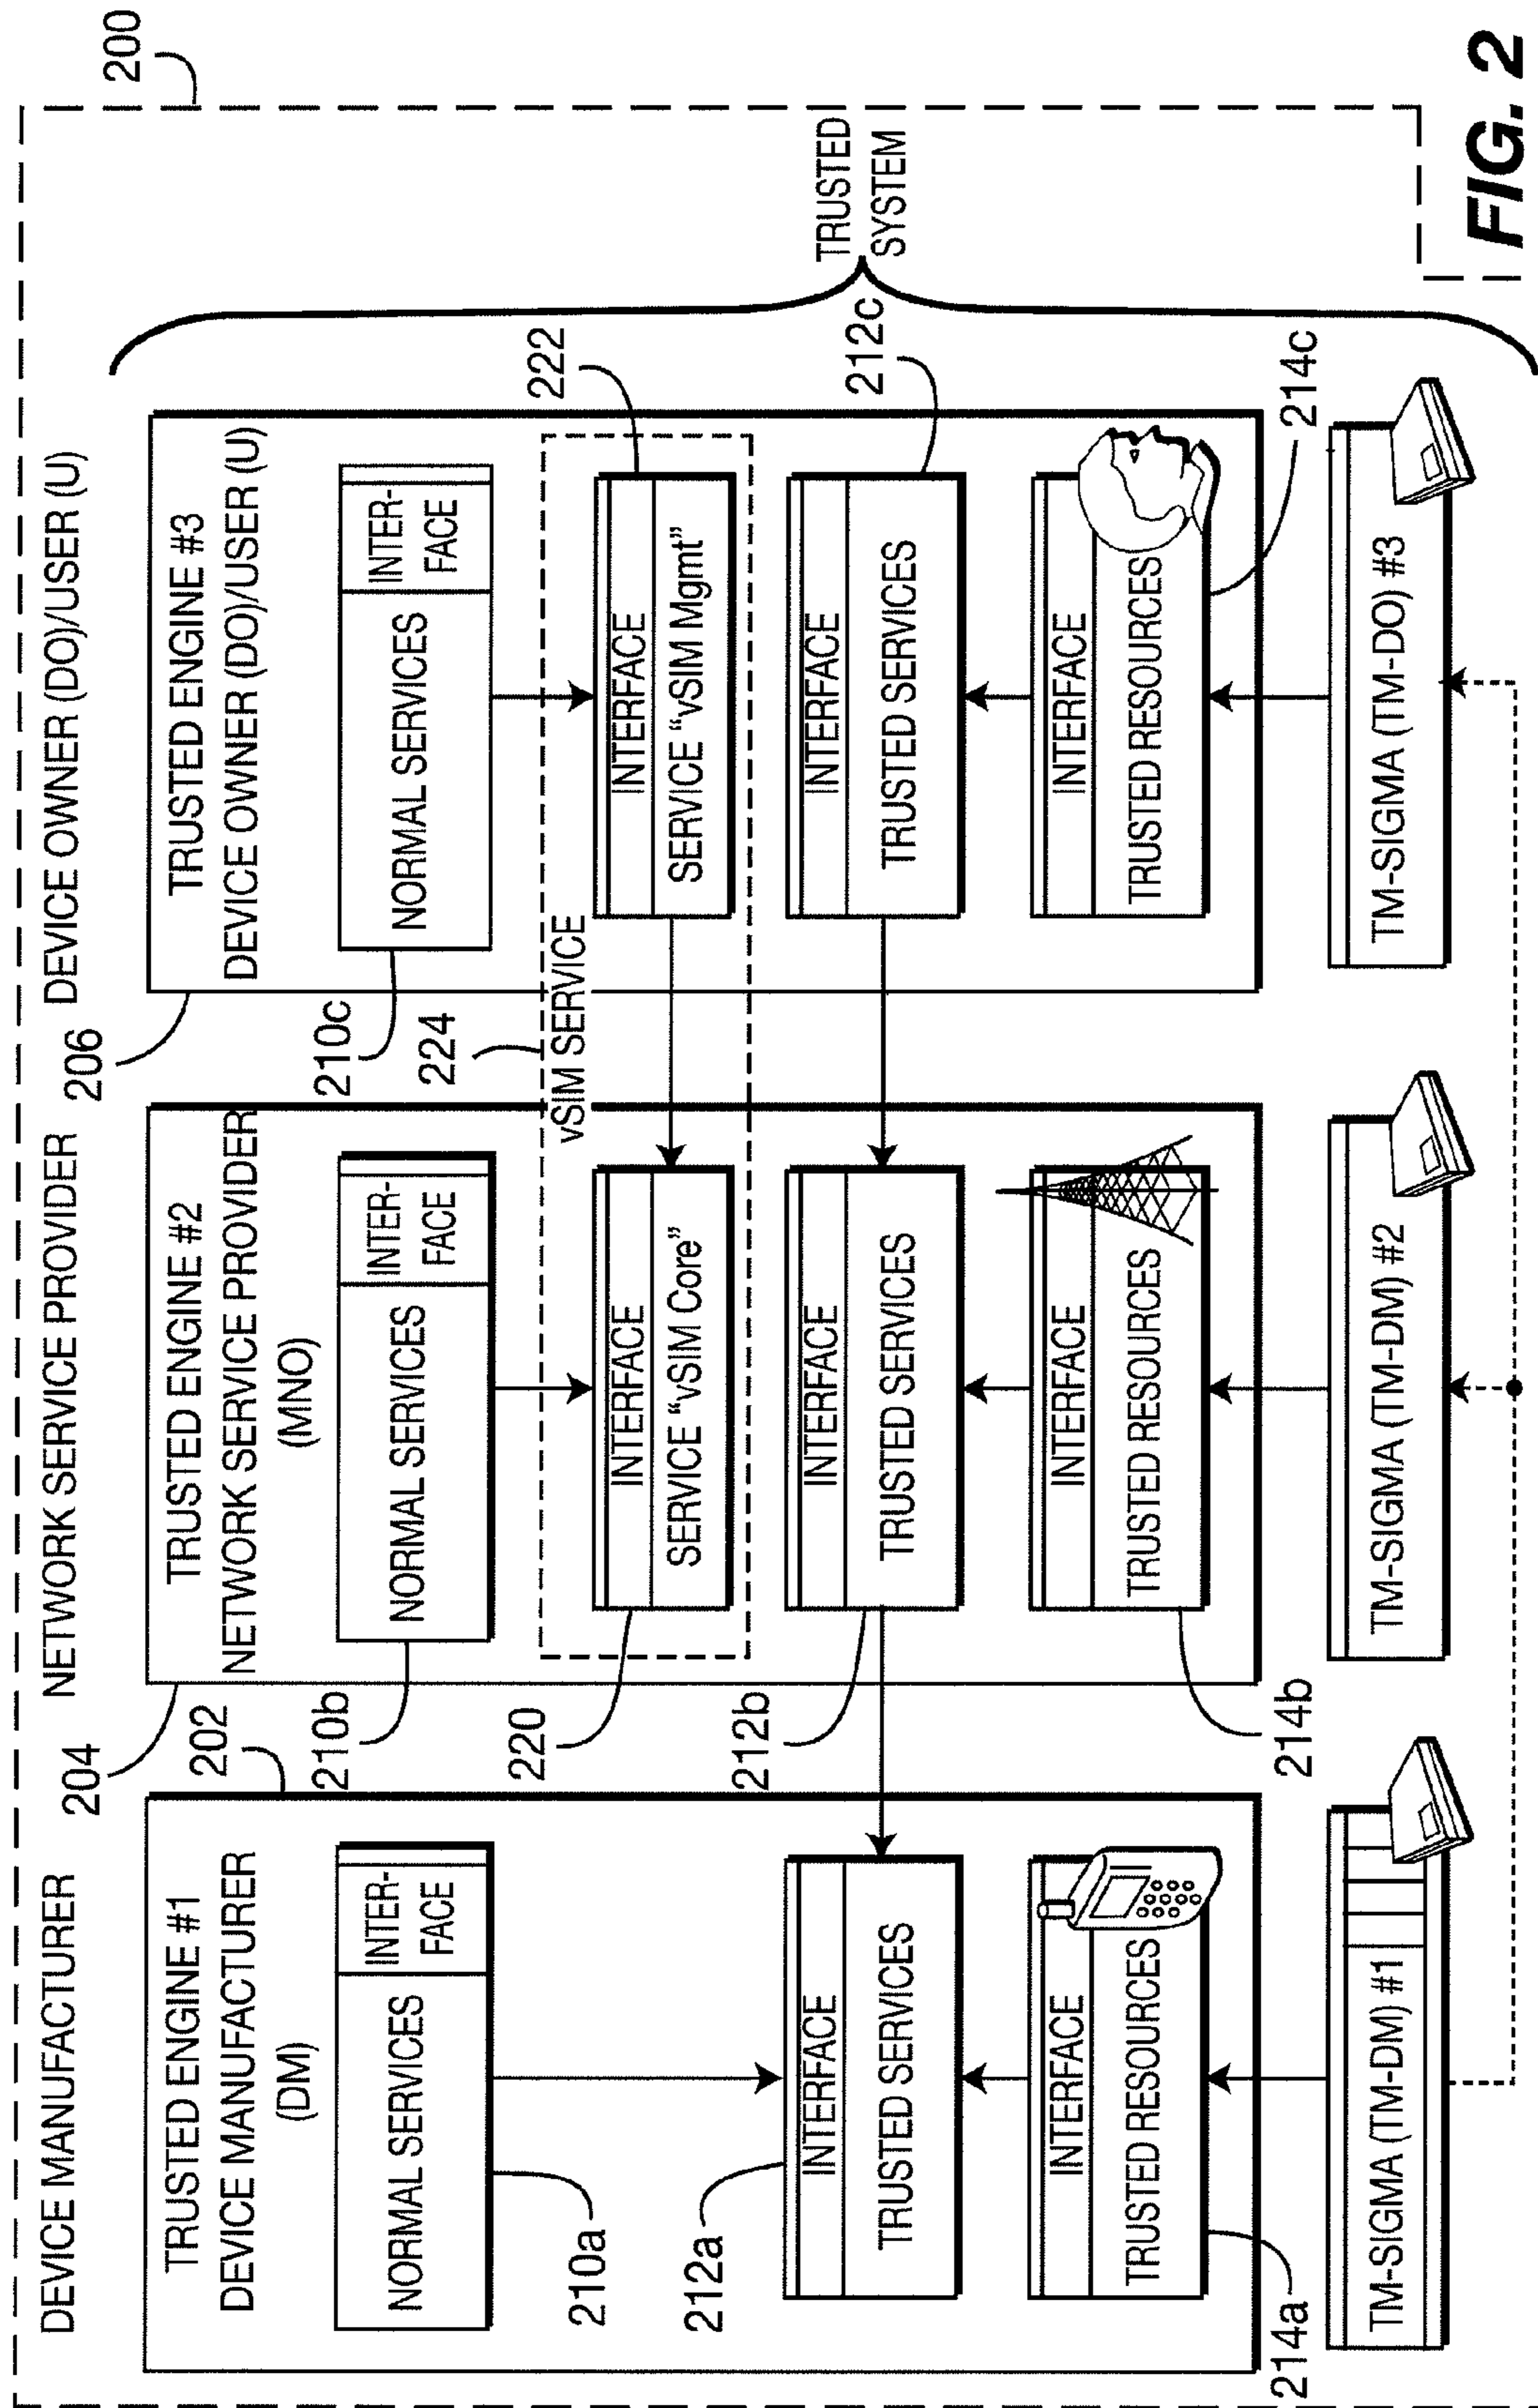 DEVICE MANUFACTURER
204
NETWORK SERVICE PROVIDER
206
DEVICE OWNER (DO)/USER (U)
200
202
TRUSTED ENGINE #1
DEVICE MANUFACTURER
(DM)
NORMAL SERVICES
INTER-
FACE
210a
212a
INTERFACE
TRUSTED SERVICES
INTERFACE
TRUSTED RESOURCES
214a
TM-SIGMA (TM-DM) #1
TRUSTED ENGINE #2
NETWORK SERVICE PROVIDER
(MNO)
210b
NORMAL SERVICES
INTER-
FACE
220
INTERFACE
SERVICE “vSIM Core”
212b
INTERFACE
TRUSTED SERVICES
INTERFACE
TRUSTED RESOURCES
214b
TM-SIGMA (TM-DM) #2
TRUSTED ENGINE #3
DEVICE OWNER (DO)/USER (U)
210c
NORMAL SERVICES
INTER-
FACE
224
vSIM SERVICE
222
INTERFACE
SERVICE “vSIM Mgmt”
212c
INTERFACE
TRUSTED SERVICES
INTERFACE
TRUSTED RESOURCES
214c
TM-SIGMA (TM-DO) #3
TRUSTED
SYSTEM
FIG. 2